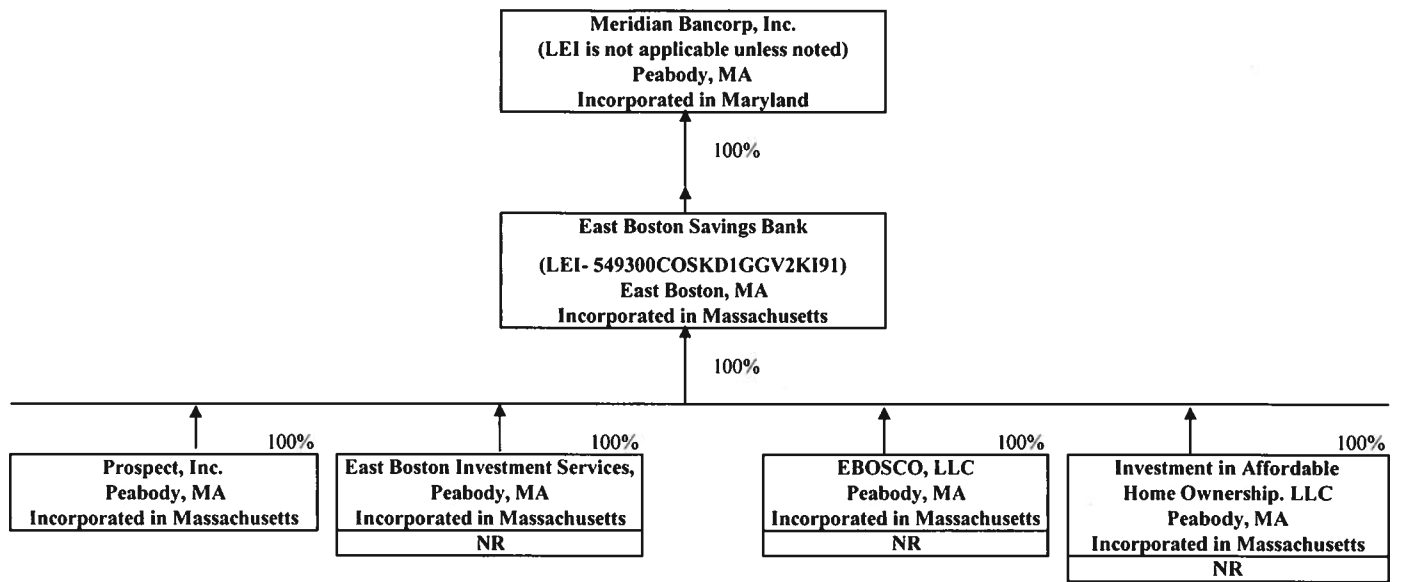 Meridian Bancorp, Inc.
(LEI is not applicable unless noted)
Peabody, MA
Incorporated in Maryland
100%
East Boston Savings Bank
(LEI- 549300COSKD1GGV2KI91)
East Boston, MA
Incorporated in Massachusetts
100%
100%
Prospect, Inc.
Peabody, MA
Incorporated in Massachusetts
100%
East Boston Investment Services,
Peabody, MA
Incorporated in Massachusetts
NR
100%
EBOSCO, LLC
Peabody, MA
Incorporated in Massachusetts
NR
100%
Investment in Affordable
Home Ownership. LLC
Peabody, MA
Incorporated in Massachusetts
NR